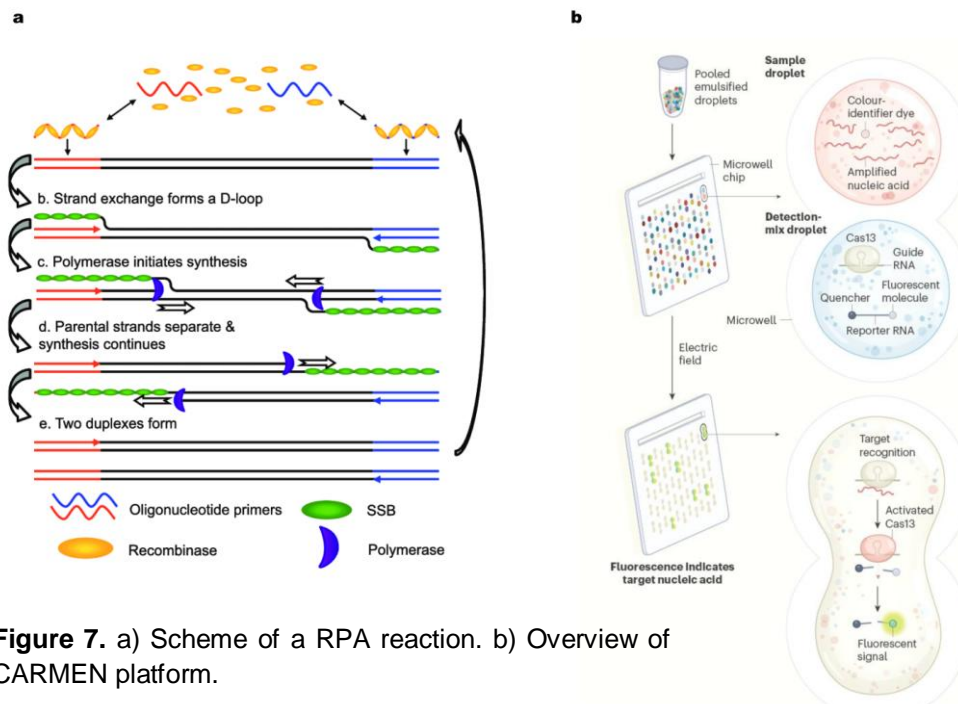 a
b. Strand exchange forms a D-loop
c. Polymerase initiates synthesis
d. Parental strands separate &
synthesis continues
e. Two duplexes form
Oligonucleotide primers
SSB
Recombinase
Polymerase
b
Pooled
emulsified
droplets
Sample
droplet
Colour-
identifier dye
Amplified
nucleic acid
Microwell
chip
Detection-
mix droplet
Cas13
Guide
RNA
Quencher
Fluorescent
molecule
Reporter RNA
Microwell
Electric
field
Target
recognition
Activated
Cas13
Fluorescent
signal
Fluorescence indicates
target nucleic acid
Figure 7. a) Scheme of a RPA reaction. b) Overview of
CARMEN platform.